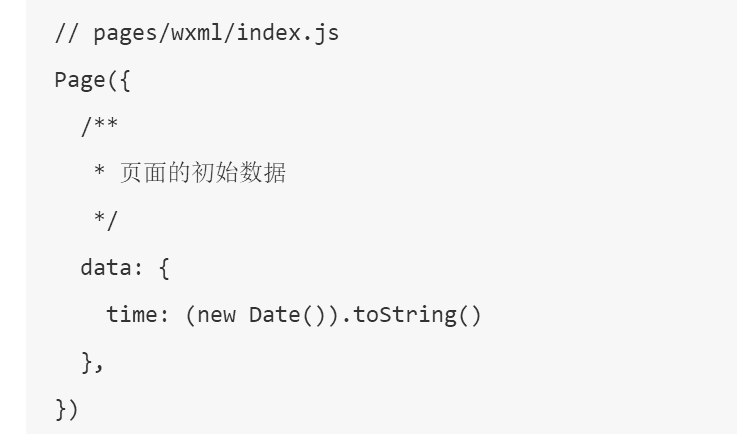 // pages/wxml/index.js
Page({
  /**
   * 页面的初始数据
   */
  data: {
    time: (new Date()).toString()
  },
})